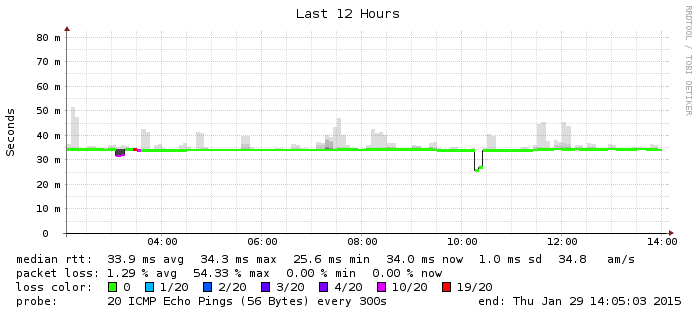 Last 12 Hours
RRDTOOL / TOBI OETIKER
Seconds
80 m
70 m
60 m
50 m
40 m
30 m
20 m
10 m
0
04:00 06:00 08:00 10:00 12:00 14:00
median rtt: 33.9 ms avg 34.3 ms max 25.6 ms min 34.0 ms now 1.0 ms sd 34.8 am/s
packet loss: 1.29 % avg 54.33 % max 0.00 % min 0.00 % now
loss color: 0 1/20 2/20 3/20 4/20 10/20 19/20
probe: 20 ICMP Echo Pings (56 Bytes) every 300s end: Thu Jan 29 14:05:03 2015